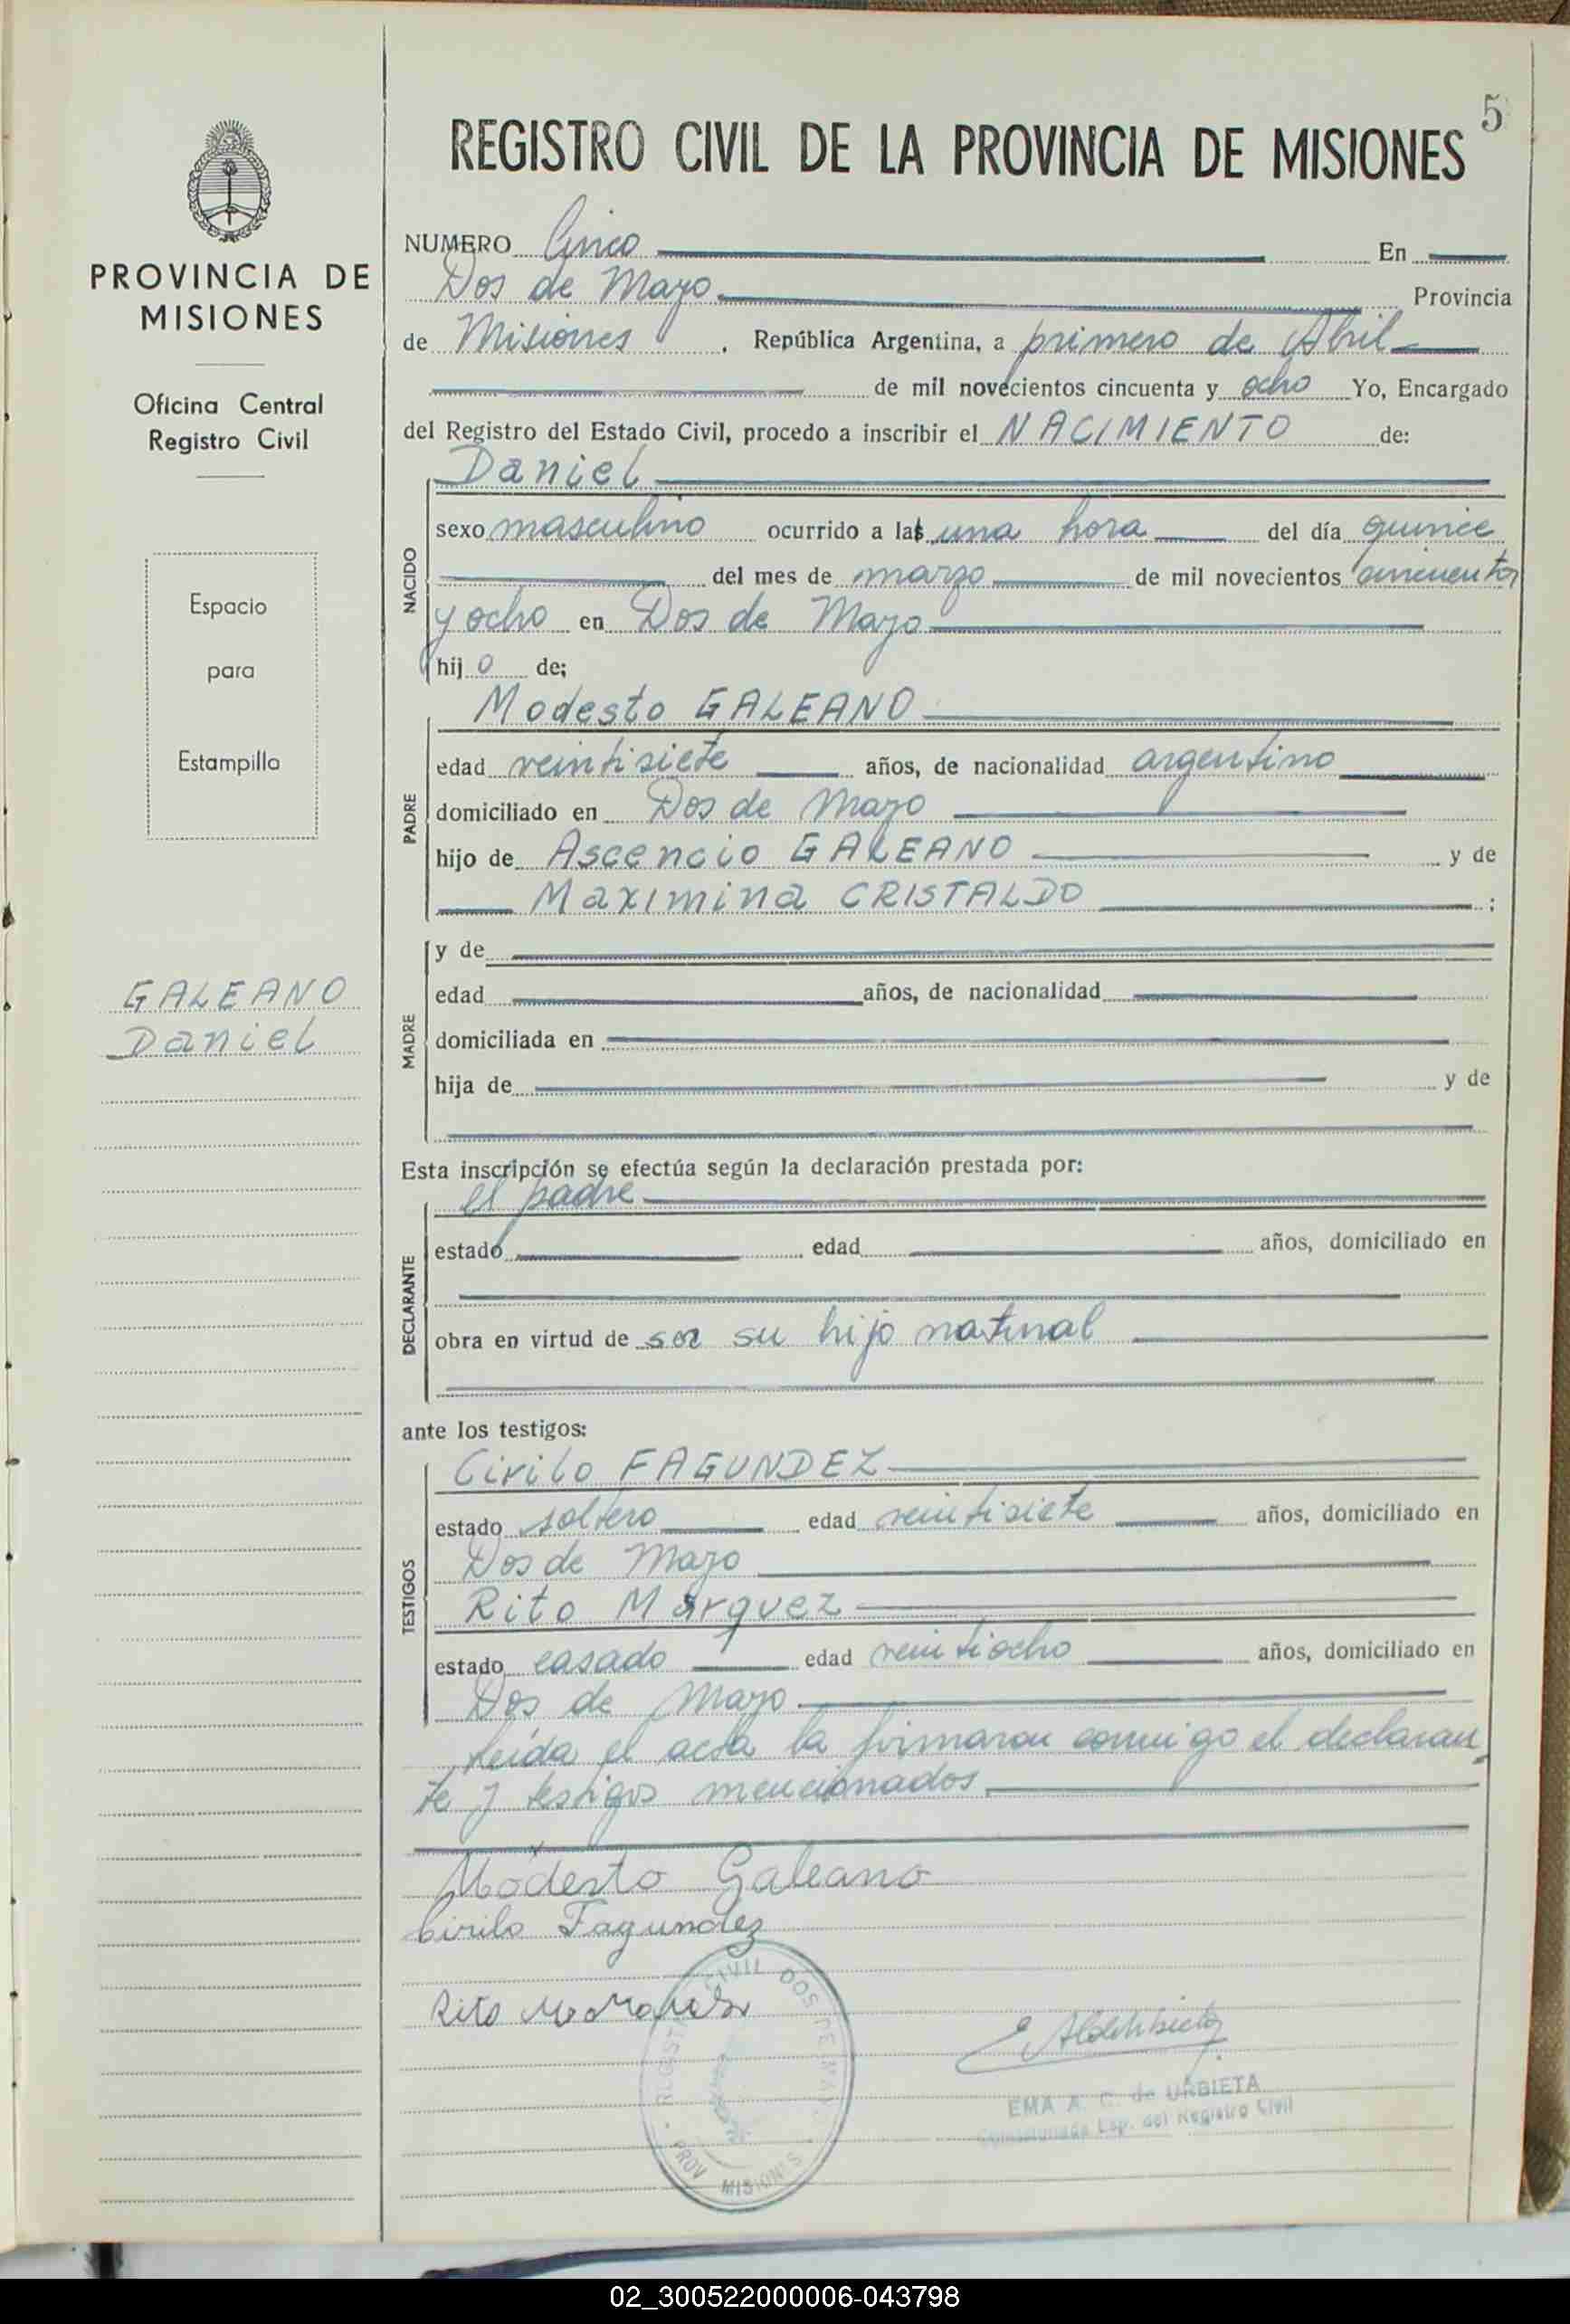 5
REGISTRO CIVIL DE LA PROVINCIA DE MISIONES
PROVINCIA DE
MISIONES
Oficina Central
Registro Civil
Espacio
para
Estampilla
GALEANO
Daniel
NUMERO Cinco En
Dos de Mayo Provincia
de Misiones, República Argentina, a primero de Abril
de mil novecientos cincuenta y ocho Yo, Encargado
del Registro del Estado Civil, procedo a inscribir el NACIMIENTO de:
NACIDO
Daniel
sexo masculino ocurrido a las una hora del día quince
del mes de marzo de mil novecientos cincuenta
y ocho en Dos de Mayo
hijo de;
PADRE
Modesto GALEANO
edad veintisiete años, de nacionalidad argentino
domiciliado en Dos de Mayo
hijo de Ascencio GALEANO y de
Maximina CRISTALDO ;
MADRE
y de
edad años, de nacionalidad
domiciliada en
hija de y de
Esta inscripción se efectúa según la declaración prestada por:
DECLARANTE
el padre
estado edad años, domiciliado en
obra en virtud de ser su hijo natural
ante los testigos:
TESTIGOS
Cirilo FAGUNDEZ
estado soltero edad veintisiete años, domiciliado en
Dos de Mayo
Rito Marquez
estado casado edad veintiocho años, domiciliado en
Dos de Mayo
Leída el acta la firmaron conmigo el declaran
te y testigos mencionados
Modesto Galeano
Cirilo Fagundez
Rito
REGISTRO CIVIL DOS DE MAYO
PROV MISIONES
EMA A. C. de URBIETA
Esp. del Registro Civil
02_300522000006-043798